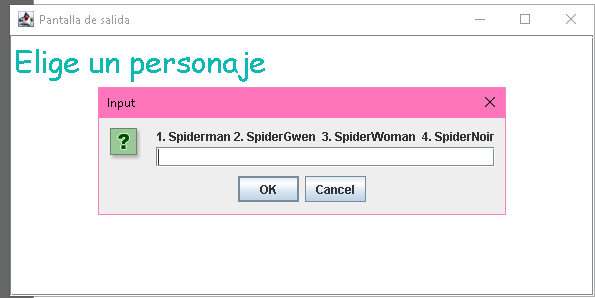 Pantalla de salida
Elige un personaje
Input
?
1. Spiderman 2. SpiderGwen  3. SpiderWoman  4. SpiderNoir
OK Cancel